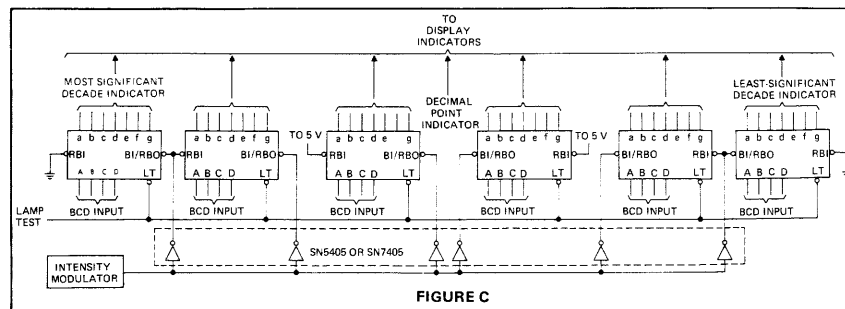 TO
DISPLAY
INDICATORS
MOST SIGNIFICANT
DECADE INDICATOR
DECIMAL
POINT
INDICATOR
LEAST-SIGNIFICANT
DECADE INDICATOR
a b c d e f g
a b c d e f g
a b c d e g
a b c d e f g
a b c d e f g
a b c d e f g
TO 5 V
TO 5 V
RBI BI/RBO
RBI BI/RBO
RBI BI/RBO
BI/RBO RBI
BI/RBO RBI
BI/RBO RBI
A B C D LT
A B C D LT
A B C D LT
A B C D LT
A B C D LT
A B C D LT
BCD INPUT
BCD INPUT
BCD INPUT
BCD INPUT
BCD INPUT
BCD INPUT
LAMP
TEST
SN5405 OR SN7405
INTENSITY
MODULATOR
FIGURE C